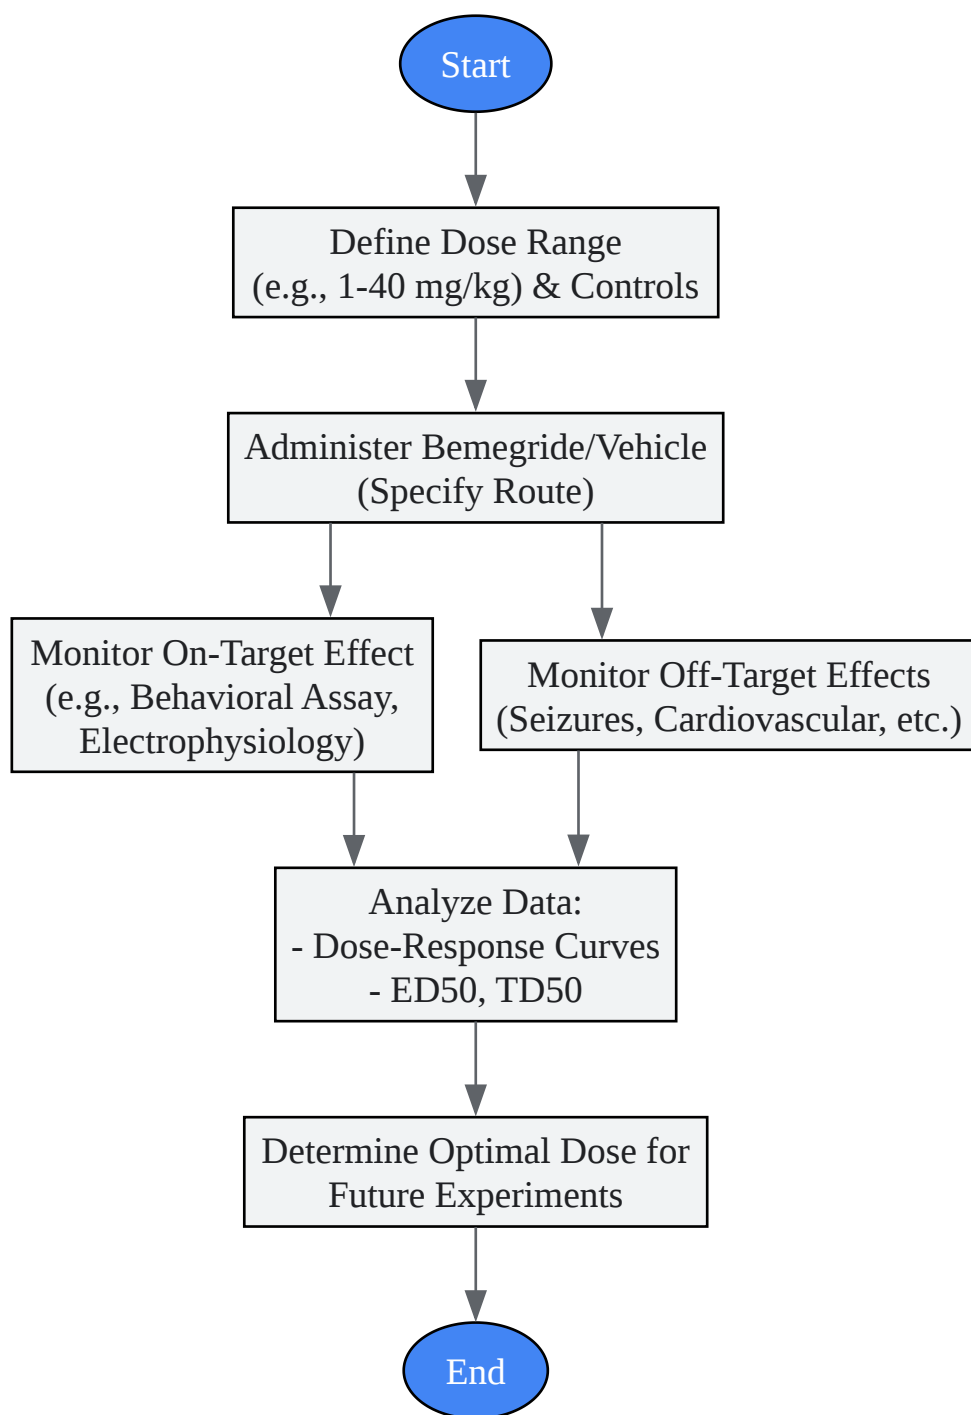 Start
Define Dose Range
(e.g., 1-40 mg/kg) & Controls
Administer Bemegride/Vehicle
(Specify Route)
Monitor On-Target Effect
(e.g., Behavioral Assay,
Electrophysiology)
Monitor Off-Target Effects
(Seizures, Cardiovascular, etc.)
Analyze Data:
- Dose-Response Curves
- ED50, TD50
Determine Optimal Dose for
Future Experiments
End